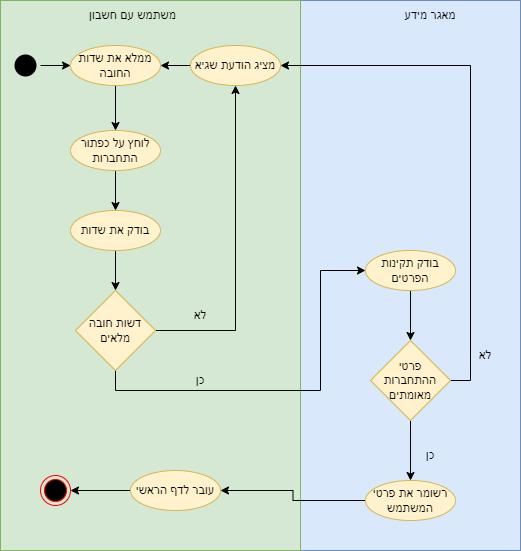 משתמש עם חשבון
מאגר מידע
ממלא את שדות
החובה
מציג הודעת שגיא
לוחץ על כפתור
התחברות
בודק את שדות
דשות חובה
מלאים
לא
כן
בודק תקינות
הפרטים
פרטי
ההתחברות
מאומתים
לא
כן
רשומר את פרטי
המשתמש
עובר לדף הראשי